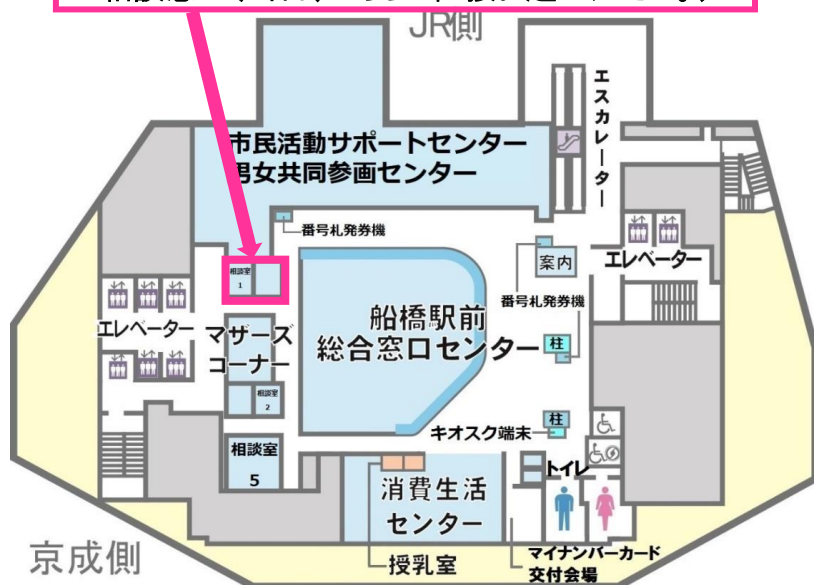 JR側
エスカレーター
市民活動サポートセンター
男女共同参画センター
番号札発券機
相談室
1
案内
エレベーター
番号札発券機
エレベーター
マザーズ
コーナー
船橋駅前
総合窓口センター
柱
相談室
2
柱
キオスク端末
相談室
5
消費生活
センター
トイレ
授乳室
マイナンバーカード
交付会場
京成側